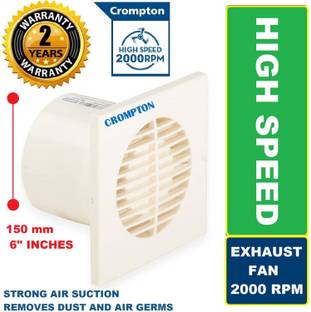 WARRANTY
2
YEARS
WARRANTY
Crompton
HIGH SPEED
2000RPM
CROMPTON
150 mm
6" INCHES
STRONG AIR SUCTION
REMOVES DUST AND AIR GERMS
HIGH SPEED
EXHAUST
FAN
2000 RPM